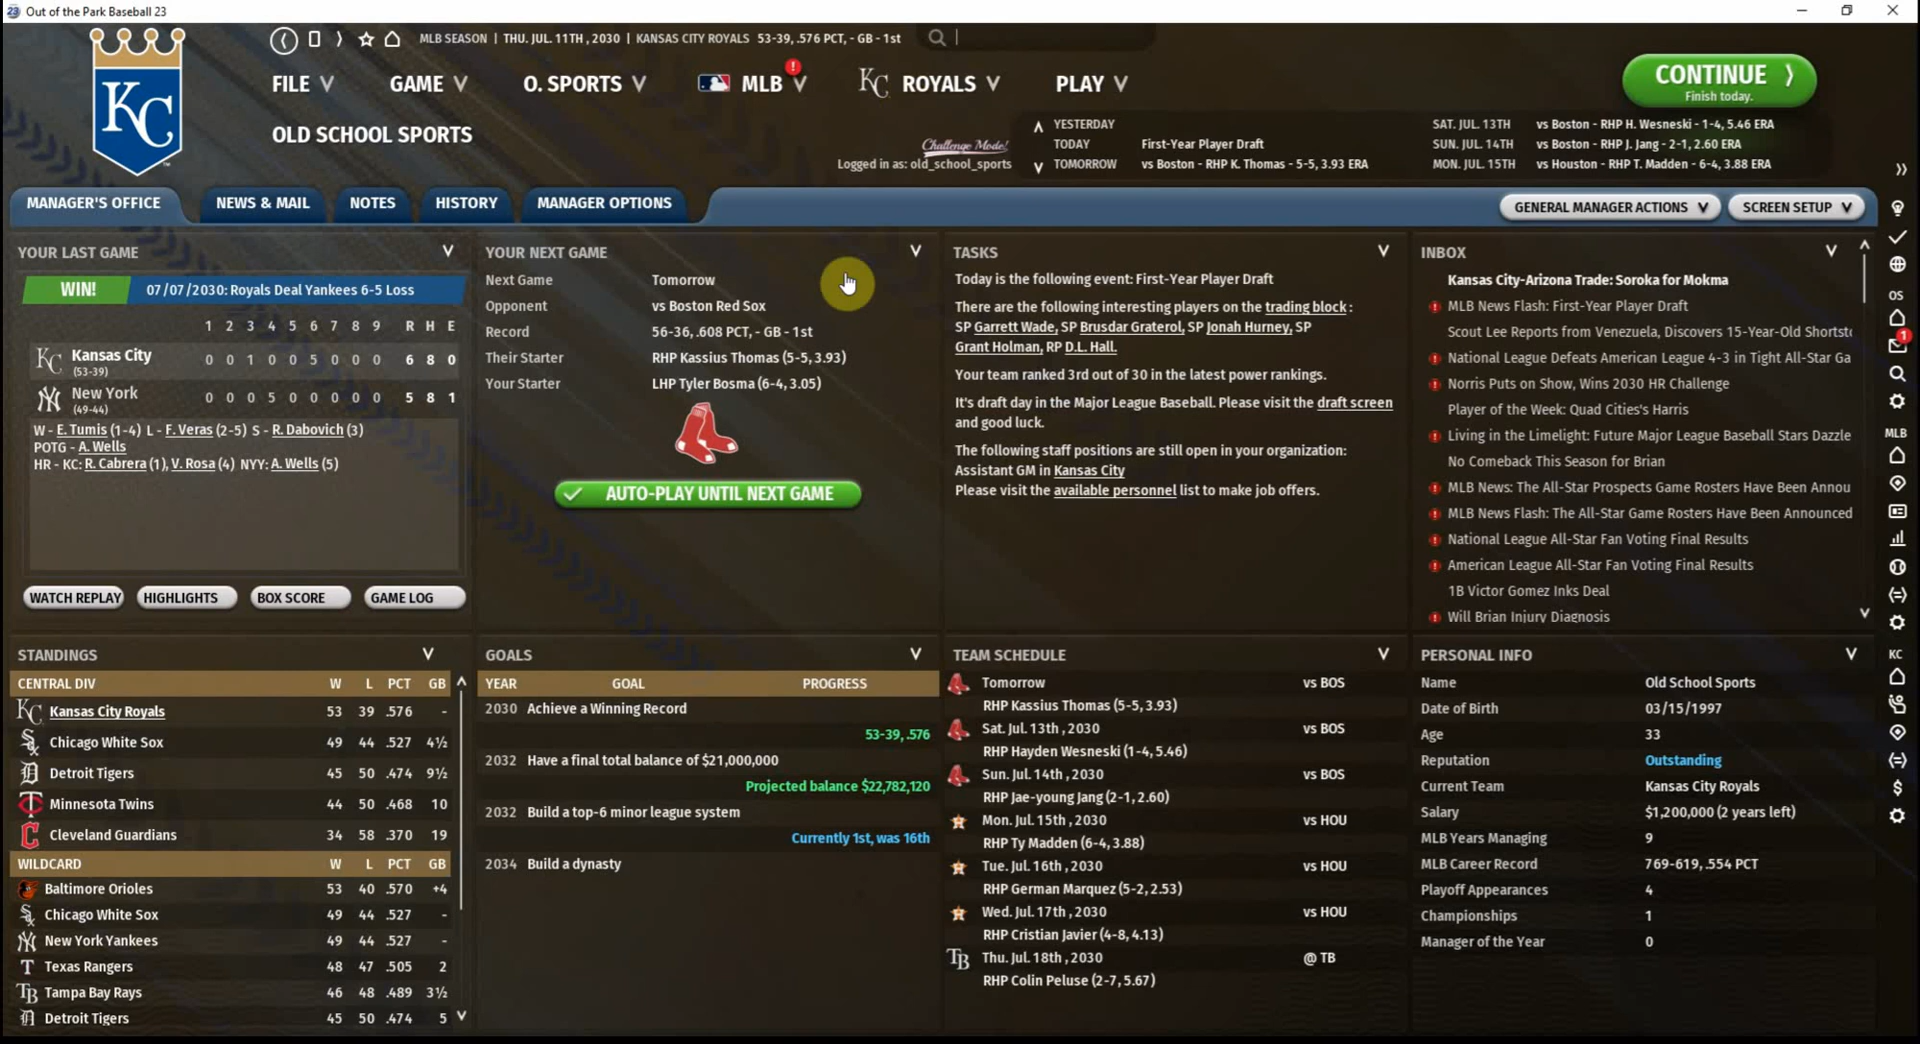 Out of the Park Baseball 23
MLB SEASON | THU. JUL. 11TH, 2030 | KANSAS CITY ROYALS 53-39, .576 PCT, - GB - 1st
FILE GAME O. SPORTS MLB ROYALS PLAY
CONTINUE
Finish today.
OLD SCHOOL SPORTS
Challenge Mode!
Logged in as: old_school_sports
YESTERDAY
TODAY First-Year Player Draft
TOMORROW vs Boston - RHP K. Thomas - 5-5, 3.93 ERA
SAT. JUL. 13TH vs Boston - RHP H. Wesneski - 1-4, 5.46 ERA
SUN. JUL. 14TH vs Boston - RHP J. Jang - 2-1, 2.60 ERA
MON. JUL. 15TH vs Houston - RHP T. Madden - 6-4, 3.88 ERA
MANAGER'S OFFICE NEWS & MAIL NOTES HISTORY MANAGER OPTIONS
GENERAL MANAGER ACTIONS SCREEN SETUP
YOUR LAST GAME
WIN! 07/07/2030: Royals Deal Yankees 6-5 Loss
1 2 3 4 5 6 7 8 9 R H E
Kansas City 0 0 1 0 0 5 0 0 0 6 8 0
(53-39)
New York 0 0 0 5 0 0 0 0 0 5 8 1
(49-44)
W - E. Tumis (1-4) L - F. Veras (2-5) S - R. Dabovich (3)
POTG - A. Wells
HR - KC: R. Cabrera (1), V. Rosa (4) NYY: A. Wells (5)
WATCH REPLAY HIGHLIGHTS BOX SCORE GAME LOG
YOUR NEXT GAME
Next Game Tomorrow
Opponent vs Boston Red Sox
Record 56-36, .608 PCT, - GB - 1st
Their Starter RHP Kassius Thomas (5-5, 3.93)
Your Starter LHP Tyler Bosma (6-4, 3.05)
AUTO-PLAY UNTIL NEXT GAME
TASKS
Today is the following event: First-Year Player Draft
There are the following interesting players on the trading block :
SP Garrett Wade, SP Brusdar Graterol, SP Jonah Hurney, SP
Grant Holman, RP D.L. Hall.
Your team ranked 3rd out of 30 in the latest power rankings.
It's draft day in the Major League Baseball. Please visit the draft screen
and good luck.
The following staff positions are still open in your organization:
Assistant GM in Kansas City
Please visit the available personnel list to make job offers.
INBOX
Kansas City-Arizona Trade: Soroka for Mokma
MLB News Flash: First-Year Player Draft
Scout Lee Reports from Venezuela, Discovers 15-Year-Old Shortsto
National League Defeats American League 4-3 in Tight All-Star Ga
Norris Puts on Show, Wins 2030 HR Challenge
Player of the Week: Quad Cities's Harris
Living in the Limelight: Future Major League Baseball Stars Dazzle
No Comeback This Season for Brian
MLB News: The All-Star Prospects Game Rosters Have Been Annou
MLB News Flash: The All-Star Game Rosters Have Been Announced
National League All-Star Fan Voting Final Results
American League All-Star Fan Voting Final Results
1B Victor Gomez Inks Deal
Will Brian Injury Diagnosis
OS
1
MLB
KC
STANDINGS
CENTRAL DIV W L PCT GB
Kansas City Royals 53 39 .576 -
Chicago White Sox 49 44 .527 4½
Detroit Tigers 45 50 .474 9½
Minnesota Twins 44 50 .468 10
Cleveland Guardians 34 58 .370 19
WILDCARD W L PCT GB
Baltimore Orioles 53 40 .570 +4
Chicago White Sox 49 44 .527 -
New York Yankees 49 44 .527 -
Texas Rangers 48 47 .505 2
Tampa Bay Rays 46 48 .489 3½
Detroit Tigers 45 50 .474 5
GOALS
YEAR GOAL PROGRESS
2030 Achieve a Winning Record
53-39, .576
2032 Have a final total balance of $21,000,000
Projected balance $22,782,120
2032 Build a top-6 minor league system
Currently 1st, was 16th
2034 Build a dynasty
TEAM SCHEDULE
Tomorrow vs BOS
RHP Kassius Thomas (5-5, 3.93)
Sat. Jul. 13th, 2030 vs BOS
RHP Hayden Wesneski (1-4, 5.46)
Sun. Jul. 14th, 2030 vs BOS
RHP Jae-young Jang (2-1, 2.60)
Mon. Jul. 15th, 2030 vs HOU
RHP Ty Madden (6-4, 3.88)
Tue. Jul. 16th, 2030 vs HOU
RHP German Marquez (5-2, 2.53)
Wed. Jul. 17th, 2030 vs HOU
RHP Cristian Javier (4-8, 4.13)
Thu. Jul. 18th, 2030 @ TB
RHP Colin Peluse (2-7, 5.67)
PERSONAL INFO
Name Old School Sports
Date of Birth 03/15/1997
Age 33
Reputation Outstanding
Current Team Kansas City Royals
Salary $1,200,000 (2 years left)
MLB Years Managing 9
MLB Career Record 769-619, .554 PCT
Playoff Appearances 4
Championships 1
Manager of the Year 0